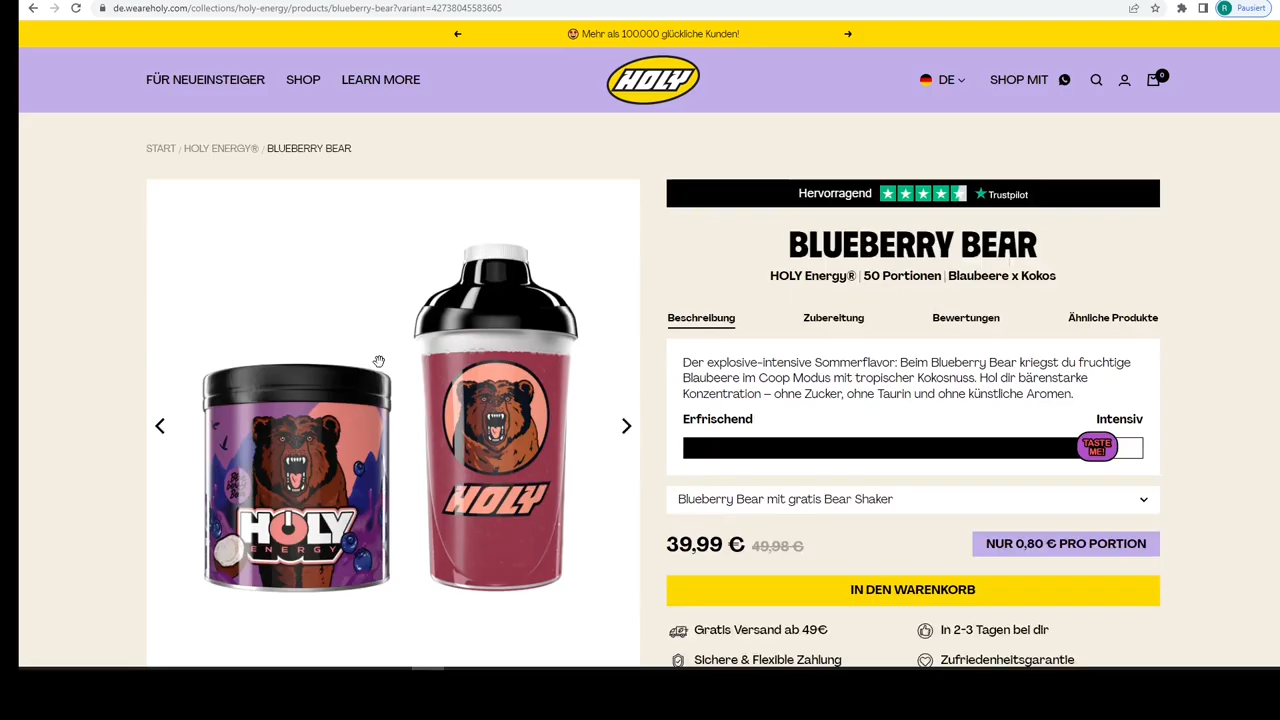 de.weareholy.com/collections/holy-energy/products/blueberry-bear?variant=42738045583605
R Pausiert
Mehr als 100.000 glückliche Kunden!
FÜR NEUEINSTEIGER SHOP LEARN MORE
HOLY
DE SHOP MIT 0
START / HOLY ENERGY® / BLUEBERRY BEAR
Hervorragend Trustpilot
BLUEBERRY BEAR
HOLY Energy® | 50 Portionen | Blaubeere x Kokos
Beschreibung Zubereitung Bewertungen Ähnliche Produkte
Der explosive-intensive Sommerflavor: Beim Blueberry Bear kriegst du fruchtige
Blaubeere im Coop Modus mit tropischer Kokosnuss. Hol dir bärenstarke
Konzentration – ohne Zucker, ohne Taurin und ohne künstliche Aromen.
Erfrischend Intensiv
TASTE
ME!
Blueberry Bear mit gratis Bear Shaker
39,99 € 49,98 €
NUR 0,80 € PRO PORTION
IN DEN WARENKORB
Gratis Versand ab 49€ In 2-3 Tagen bei dir
Sichere & Flexible Zahlung Zufriedenheitsgarantie
HOLY
ENERGY
HOLY